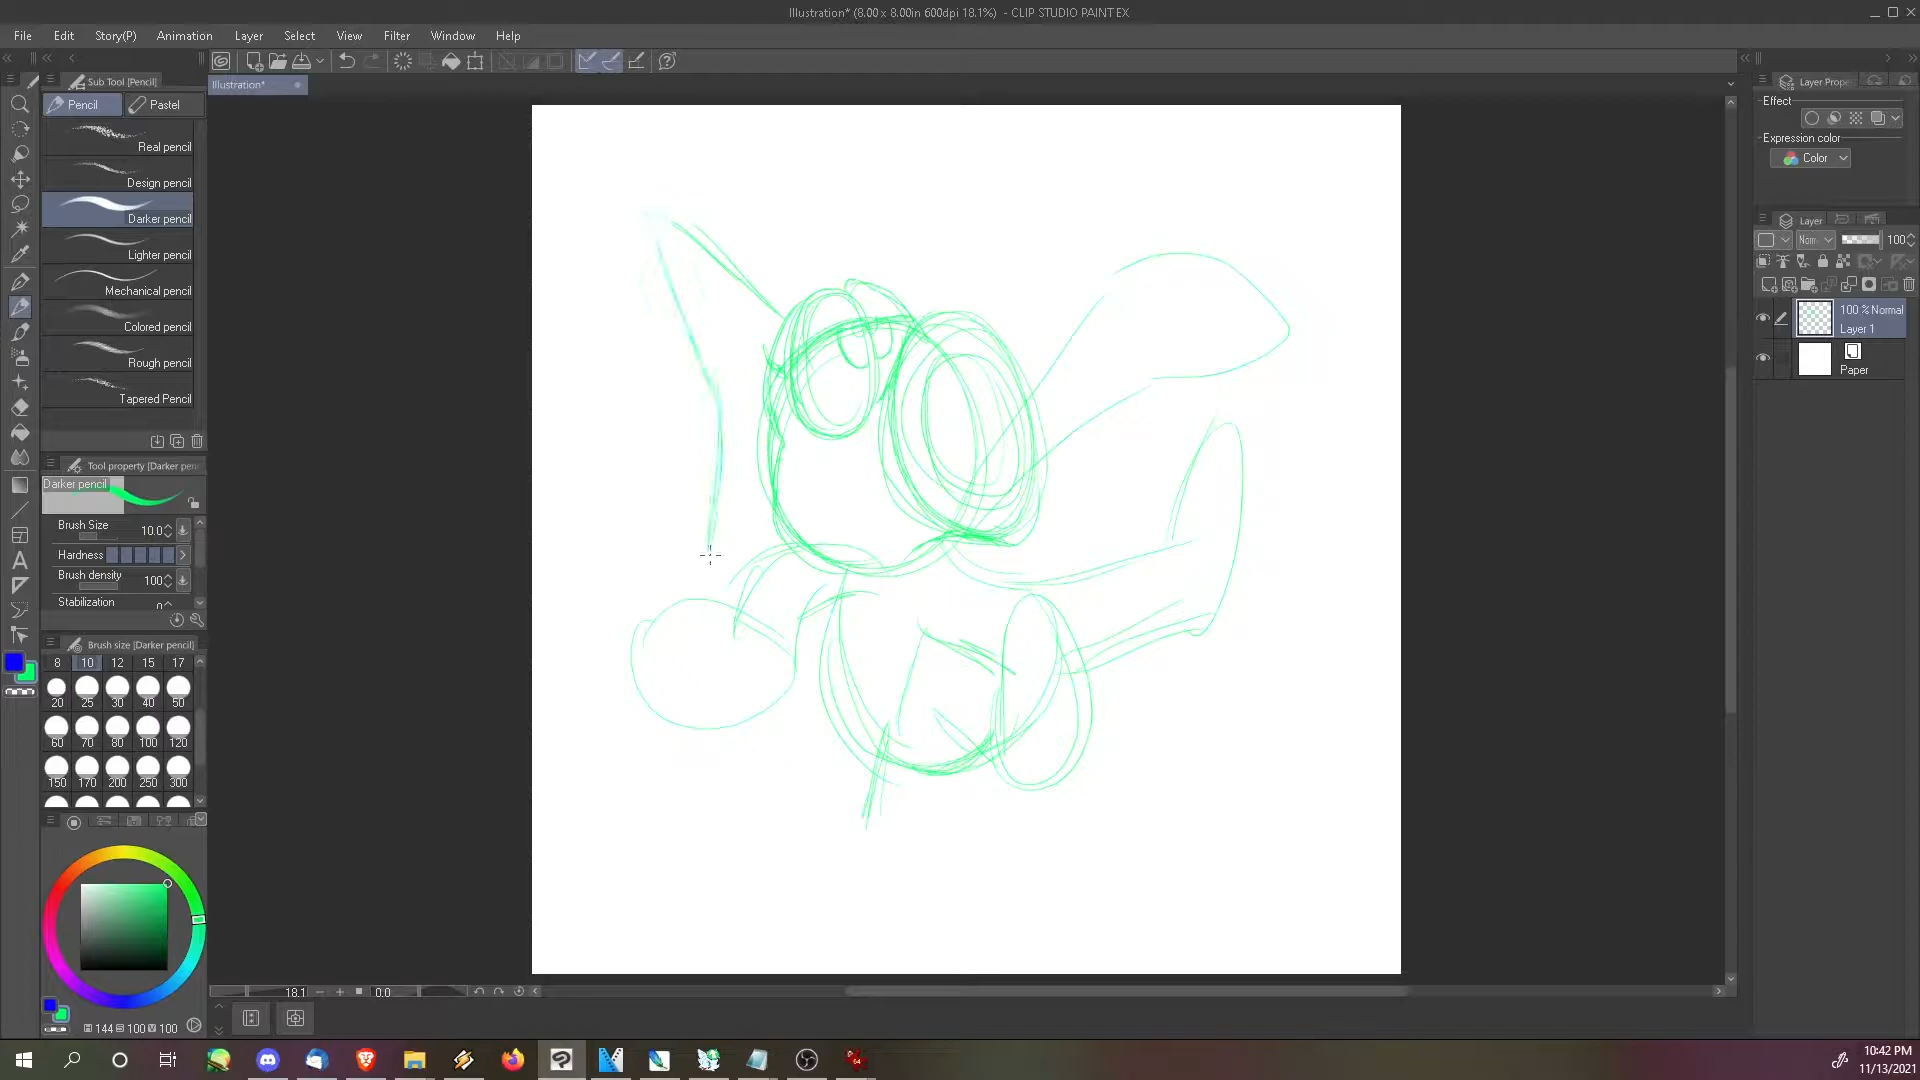 Illustration* (8.00 x 8.00in 600dpi 18.1%) - CLIP STUDIO PAINT EX
File Edit Story(P) Animation Layer Select View Filter Window Help
Sub Tool [Pencil]
Illustration*
Layer Prope
Pencil Pastel
Effect
Real pencil
Expression color
Color
Design pencil
Darker pencil
Layer
Norm 100
Lighter pencil
Mechanical pencil
100 % Normal
Layer 1
Colored pencil
Rough pencil
Paper
Tapered Pencil
Tool property [Darker pen
Darker pencil
Brush Size 10.0
Hardness
Brush density 100
Stabilization 0
Brush size [Darker pencil]
8 10 12 15 17
20 25 30 40 50
60 70 80 100 120
150 170 200 250 300
18.1 0.0
H 144 S 100 V 100
64
10:42 PM
11/13/2021